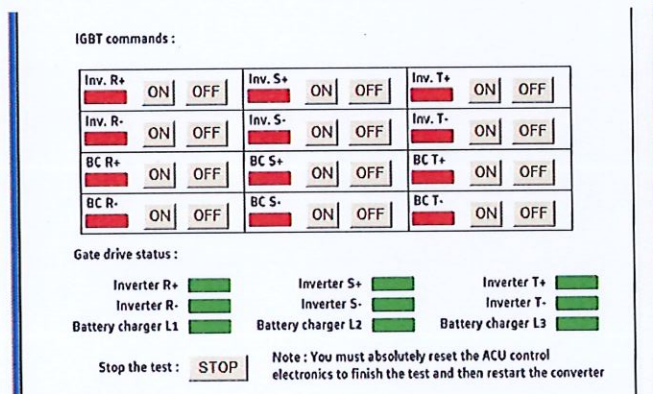 IGBT commands :
Inv. R+ ON OFF Inv. S+ ON OFF Inv. T+ ON OFF
Inv. R- ON OFF Inv. S- ON OFF Inv. T- ON OFF
BC R+ ON OFF BC S+ ON OFF BC T+ ON OFF
BC R- ON OFF BC S- ON OFF BC T- ON OFF
Gate drive status :
Inverter R+ Inverter S+ Inverter T+
Inverter R- Inverter S- Inverter T-
Battery charger L1 Battery charger L2 Battery charger L3
Stop the test : STOP Note : You must absolutely reset the ACU control
electronics to finish the test and then restart the converter